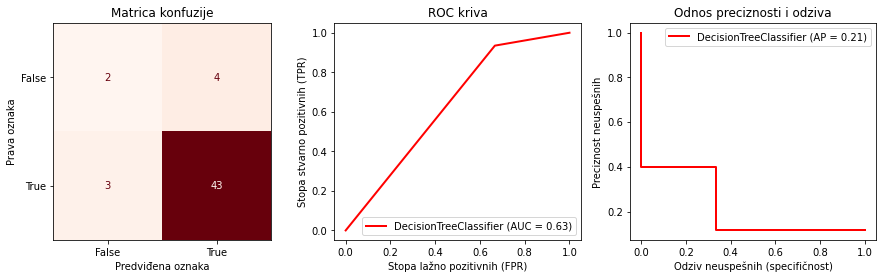 Matrica konfuzije
False
True
Prava oznaka
2
4
3
43
False
True
Predviđena oznaka
ROC kriva
1.0
0.8
0.6
0.4
0.2
0.0
Stopa stvarno pozitivnih (TPR)
DecisionTreeClassifier (AUC = 0.63)
0.0 0.2 0.4 0.6 0.8 1.0
Stopa lažno pozitivnih (FPR)
Odnos preciznosti i odziva
1.0
0.8
0.6
0.4
0.2
Preciznost neuspešnih
DecisionTreeClassifier (AP = 0.21)
0.0 0.2 0.4 0.6 0.8 1.0
Odziv neuspešnih (specifičnost)